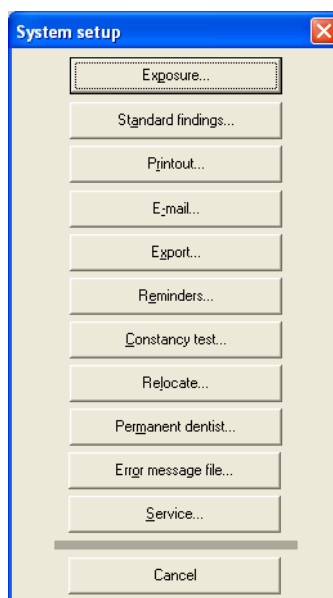 System setup
Exposure...
Standard findings...
Printout...
E-mail...
Export...
Reminders...
Constancy test...
Relocate...
Permanent dentist...
Error message file...
Service...
Cancel